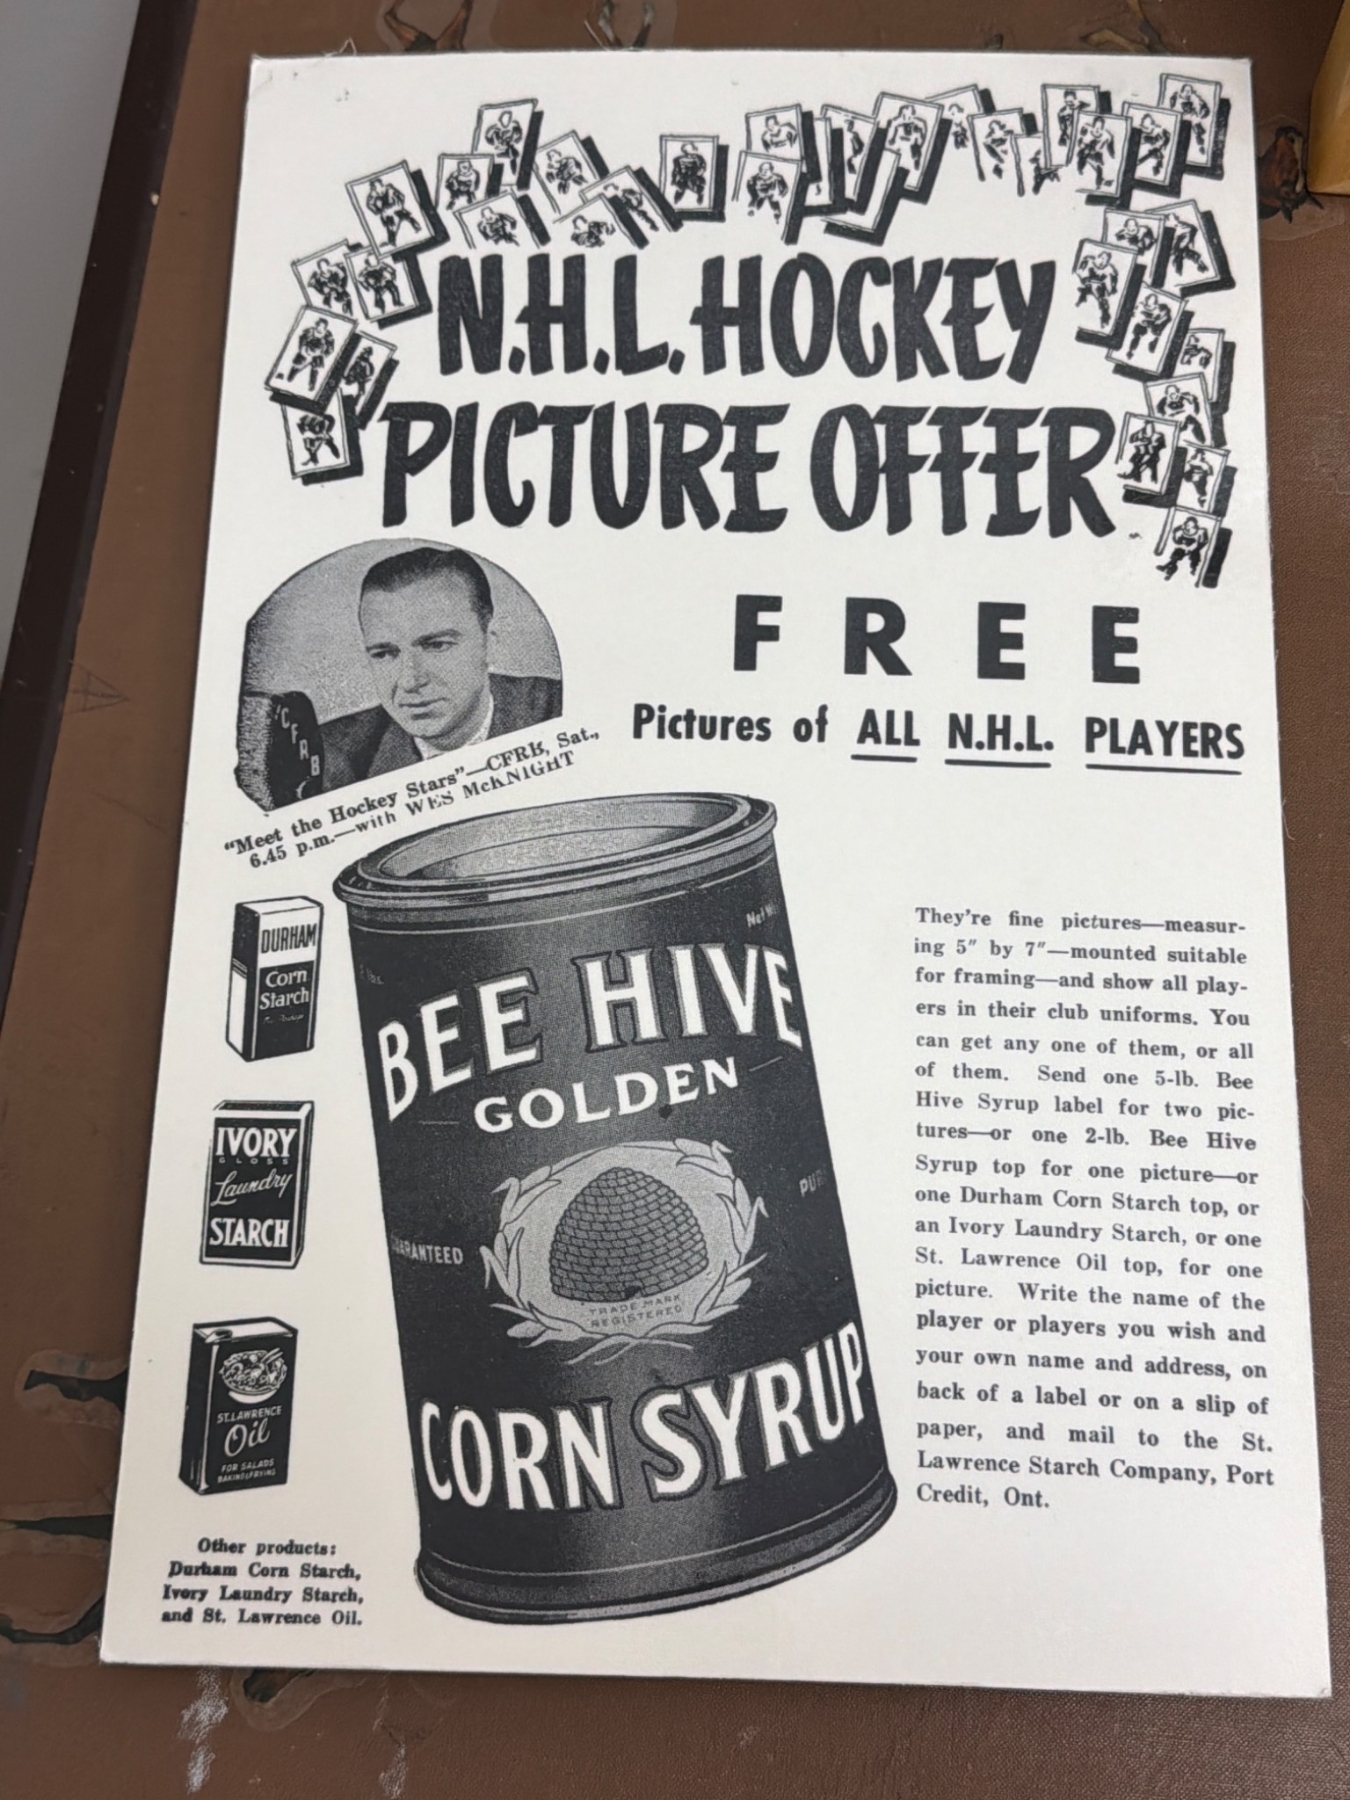 N.H.L. HOCKEY
PICTURE OFFER
FREE
Pictures of ALL N.H.L. PLAYERS
CFRB
"Meet the Hockey Stars"—CFRB, Sat.,
6.45 p.m.—with WES McKNIGHT
DURHAM
Corn
Starch
IVORY
GLOSS
Laundry
STARCH
ST. LAWRENCE
Oil
FOR SALADS
BAKING & FRYING
Other products:
Durham Corn Starch,
Ivory Laundry Starch,
and St. Lawrence Oil.
Net
lbs.
BEE HIVE
GOLDEN
GUARANTEED
TRADE MARK
REGISTERED
CORN SYRUP
They're fine pictures—measur-
ing 5" by 7"—mounted suitable
for framing—and show all play-
ers in their club uniforms. You
can get any one of them, or all
of them. Send one 5-lb. Bee
Hive Syrup label for two pic-
tures—or one 2-lb. Bee Hive
Syrup top for one picture—or
one Durham Corn Starch top, or
an Ivory Laundry Starch, or one
St. Lawrence Oil top, for one
picture. Write the name of the
player or players you wish and
your own name and address, on
back of a label or on a slip of
paper, and mail to the St.
Lawrence Starch Company, Port
Credit, Ont.